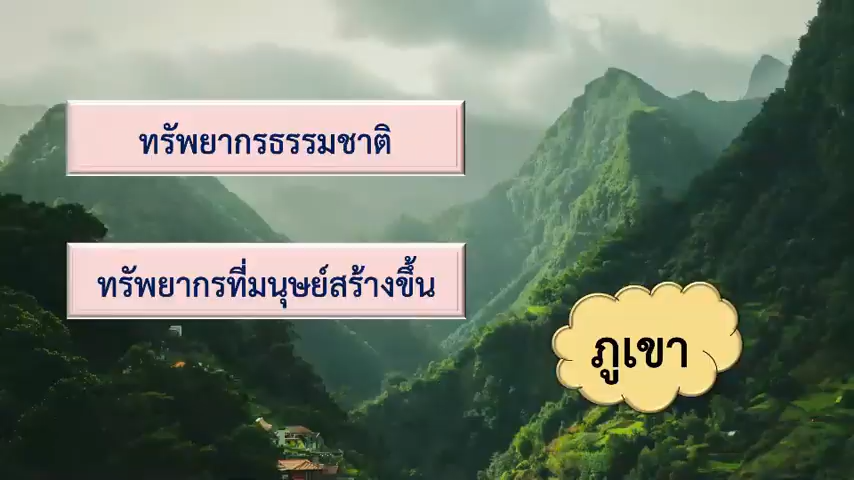 ทรัพยากรธรรมชาติ
ทรัพยากรที่มนุษย์สร้างขึ้น
ภูเขา